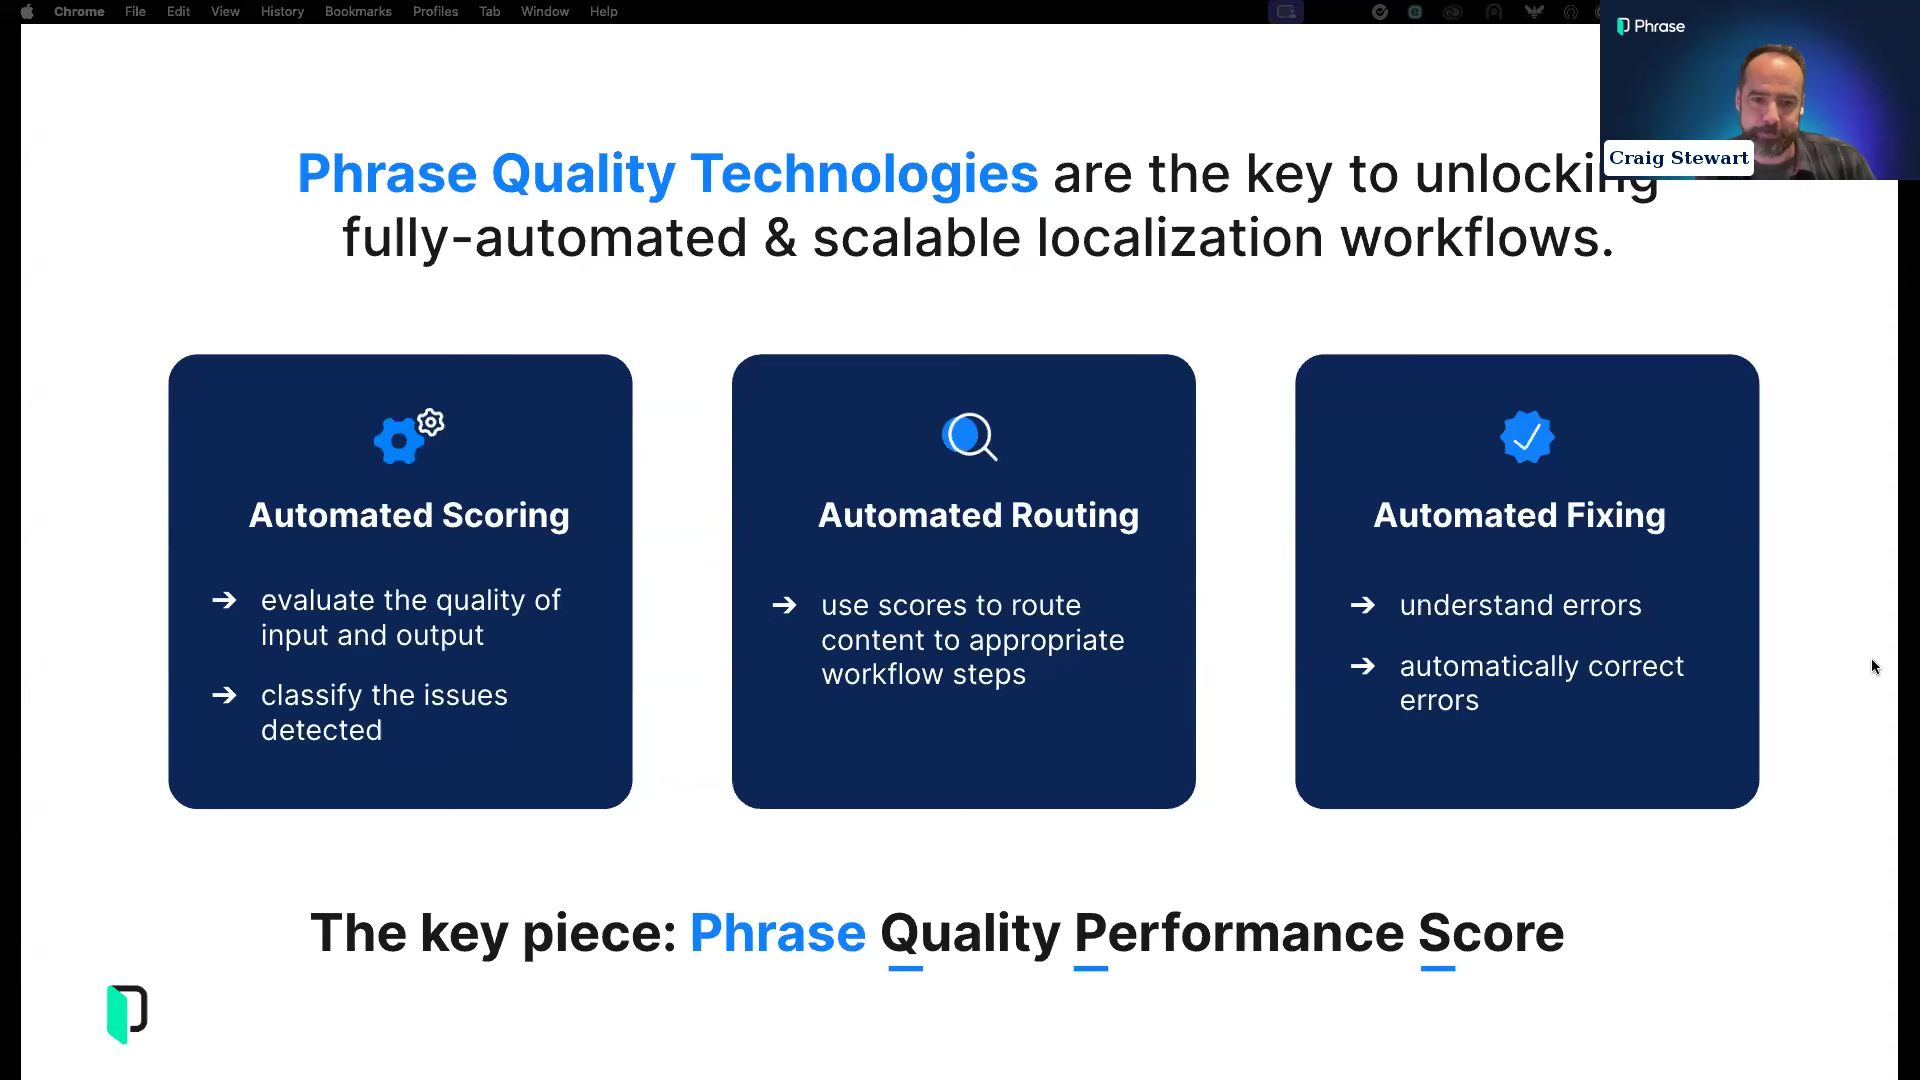 Chrome File Edit View History Bookmarks Profiles Tab Window Help
Phrase
Craig Stewart
Phrase Quality Technologies are the key to unlocking
fully-automated & scalable localization workflows.
Automated Scoring
➔ evaluate the quality of
input and output
➔ classify the issues
detected
Automated Routing
➔ use scores to route
content to appropriate
workflow steps
Automated Fixing
➔ understand errors
➔ automatically correct
errors
The key piece: Phrase Quality Performance Score